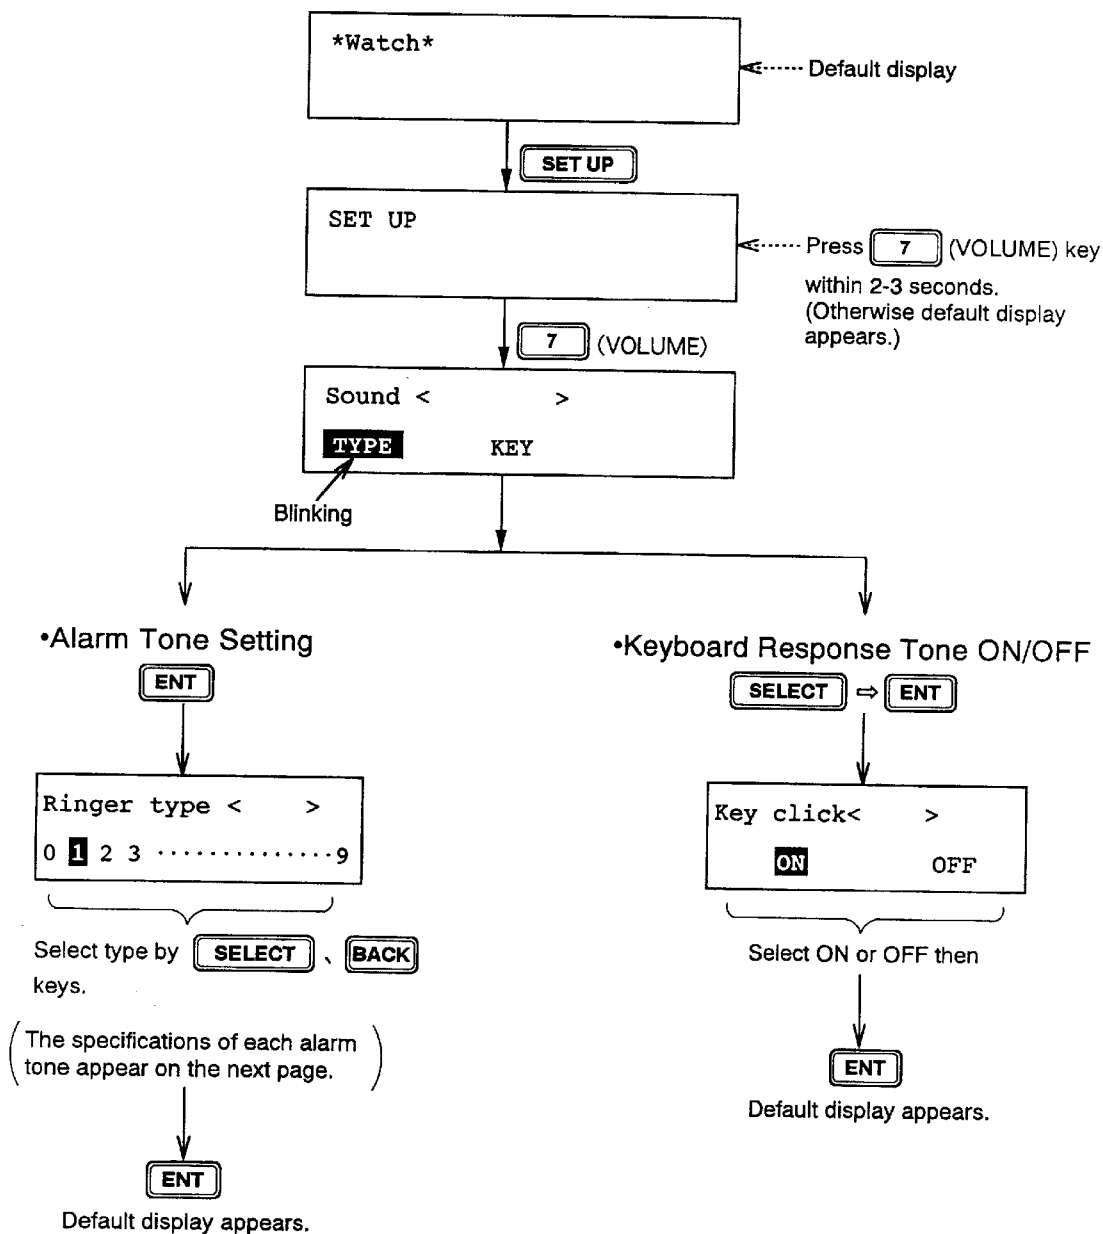 *Watch*
Default display
SET UP
SET UP
Press 7 (VOLUME) key
within 2-3 seconds.
(Otherwise default display
appears.)
7 (VOLUME)
Sound < >
TYPE KEY
Blinking
•Alarm Tone Setting
ENT
Ringer type < >
0 1 2 3 ·············· 9
Select type by SELECT 、 BACK
keys.
(The specifications of each alarm
tone appear on the next page.)
ENT
Default display appears.
•Keyboard Response Tone ON/OFF
SELECT ⇨ ENT
Key click< >
ON OFF
Select ON or OFF then
ENT
Default display appears.